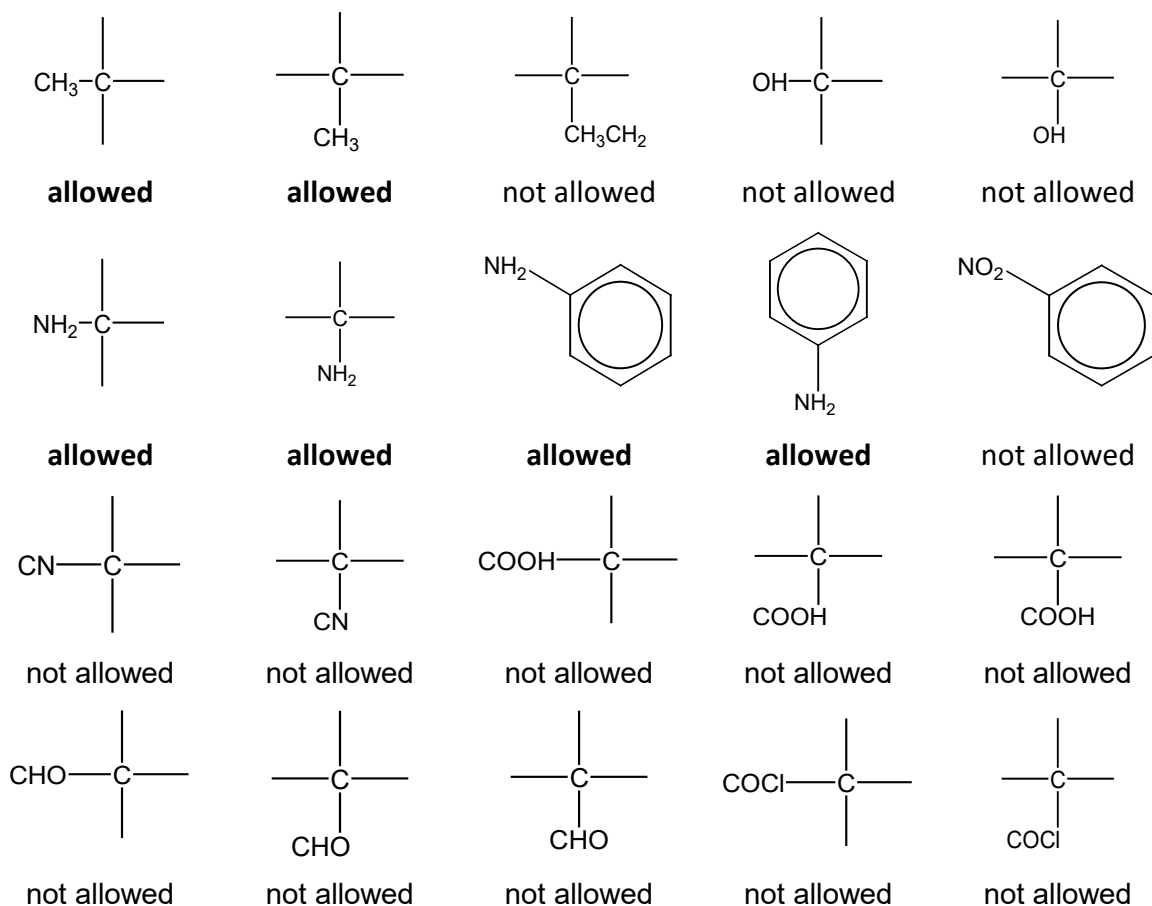 CH₃ C C C OH C C
CH₃ CH₃CH₂ OH
allowed allowed not allowed not allowed not allowed
NH₂ C C NH₂ NO₂
NH₂ NH₂
allowed allowed allowed allowed not allowed
CN C C COOH C C C
CN COOH COOH
not allowed not allowed not allowed not allowed not allowed
CHO C C C COCl C C
CHO CHO COCl
not allowed not allowed not allowed not allowed not allowed